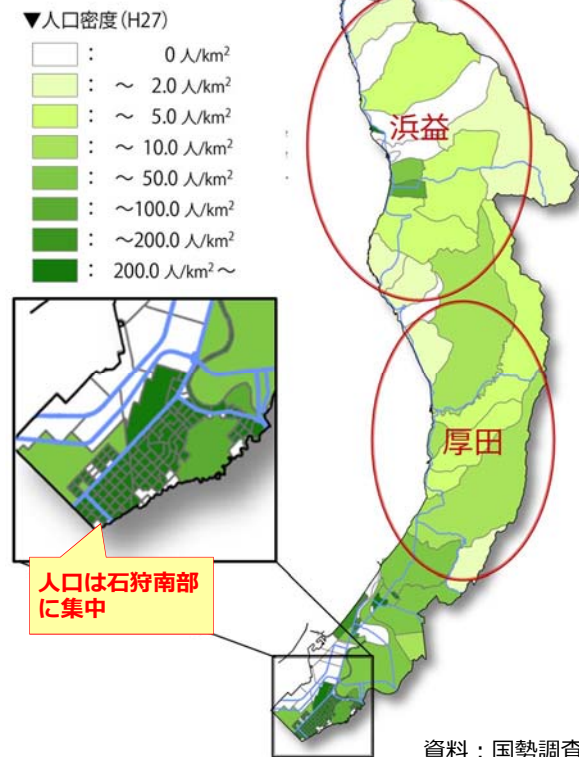 ▼人口密度(H27)
： 0 人/km²
： ～ 2.0 人/km²
： ～ 5.0 人/km²
： ～ 10.0 人/km²
： ～ 50.0 人/km²
： ～100.0 人/km²
： ～200.0 人/km²
： 200.0 人/km² ～
浜益
厚田
人口は石狩南部
に集中
資料：国勢調査